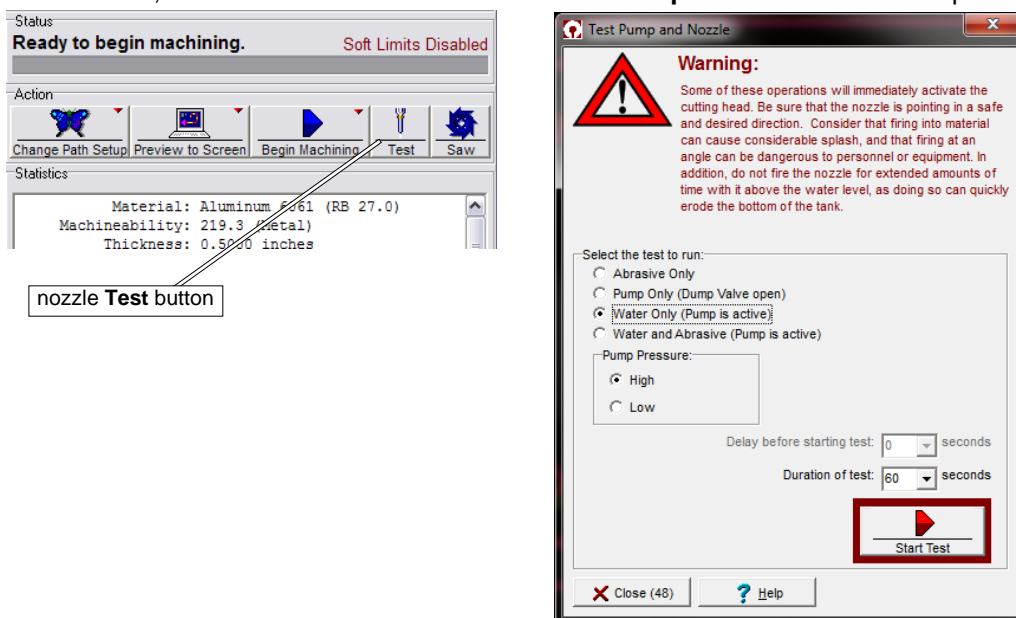 Status
Ready to begin machining. Soft Limits Disabled
Action
Change Path Setup Preview to Screen Begin Machining Test Saw
Statistics
Material: Aluminum 6061 (RB 27.0)
Machineability: 219.3 (Metal)
Thickness: 0.5000 inches
nozzle Test button
Test Pump and Nozzle
Warning:
Some of these operations will immediately activate the
cutting head. Be sure that the nozzle is pointing in a safe
and desired direction. Consider that firing into material
can cause considerable splash, and that firing at an
angle can be dangerous to personnel or equipment. In
addition, do not fire the nozzle for extended amounts of
time with it above the water level, as doing so can quickly
erode the bottom of the tank.
Select the test to run:
Abrasive Only
Pump Only (Dump Valve open)
Water Only (Pump is active)
Water and Abrasive (Pump is active)
Pump Pressure:
High
Low
Delay before starting test: 0 seconds
Duration of test: 60 seconds
Start Test
Close (48) ? Help